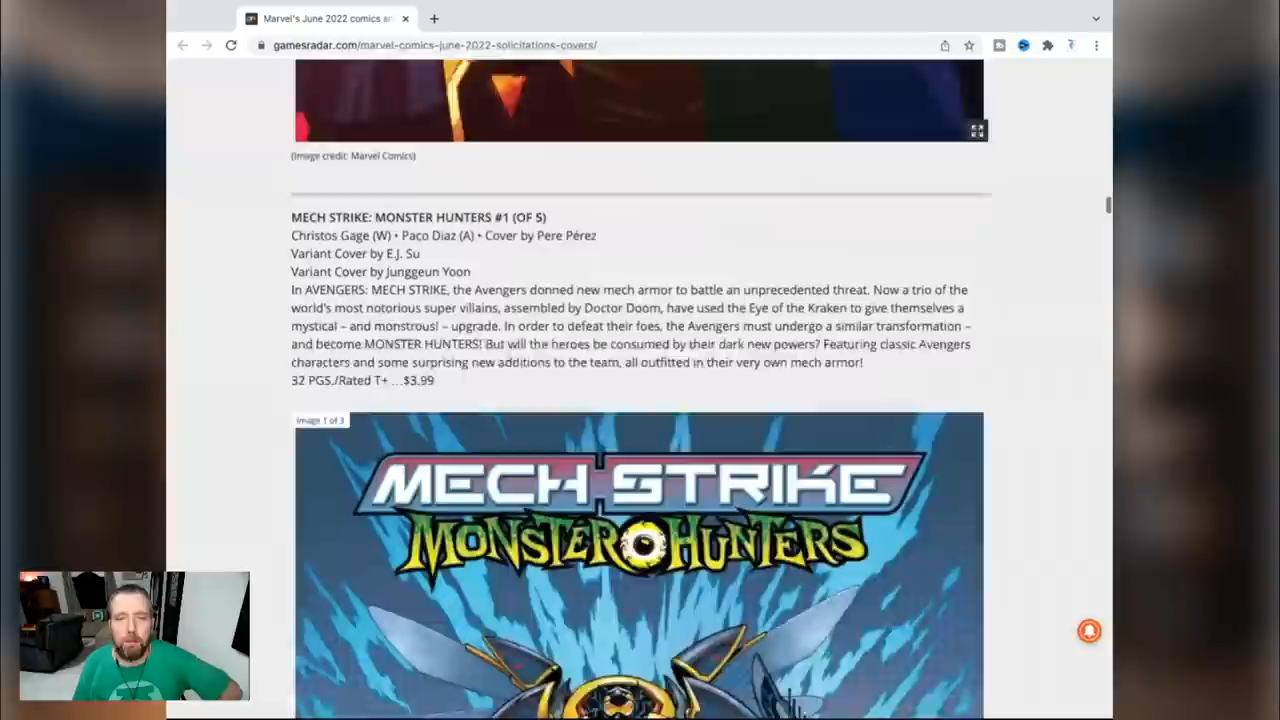 Marvel's June 2022 comics an
gamesradar.com/marvel-comics-june-2022-solicitations-covers/
(Image credit: Marvel Comics)
MECH STRIKE: MONSTER HUNTERS #1 (OF 5)
Christos Gage (W) • Paco Diaz (A) • Cover by Pere Pérez
Variant Cover by E.J. Su
Variant Cover by Junggeun Yoon
In AVENGERS: MECH STRIKE, the Avengers donned new mech armor to battle an unprecedented threat. Now a trio of the
world's most notorious super villains, assembled by Doctor Doom, have used the Eye of the Kraken to give themselves a
mystical – and monstrous! – upgrade. In order to defeat their foes, the Avengers must undergo a similar transformation –
and become MONSTER HUNTERS! But will the heroes be consumed by their dark new powers? Featuring classic Avengers
characters and some surprising new additions to the team, all outfitted in their very own mech armor!
32 PGS./Rated T+ …$3.99
Image 1 of 3
MECH STRIKE
MONSTER HUNTERS